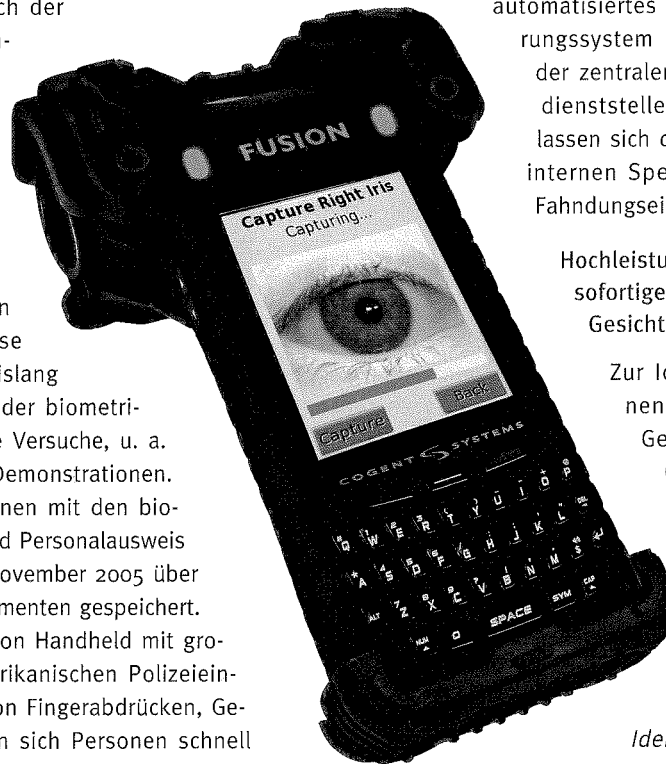 ch der
n-
n
se
islang
der biometri-
e Versuche, u. a.
Demonstrationen.
nen mit den bio-
d Personalausweis
ovember 2005 über
menten gespeichert.
on Handheld mit gro-
rikanischen Polizeiein-
on Fingerabdrücken, Ge-
n sich Personen schnell
FUSION
Capture Right Iris
Capturing...
Capture Back
COGENT SYSTEMS
Q W E R T Y U I O P
A S D F G H J K L DEL
ALT Z X C V B N M $
NUM 0 SPACE SYM CAP
automatisiertes
rungssystem
der zentralen
dienststelle
lassen sich d
internen Spe
Fahndungsei
Hochleistu
sofortige
Gesicht
Zur Id
nen
Ge
Ide